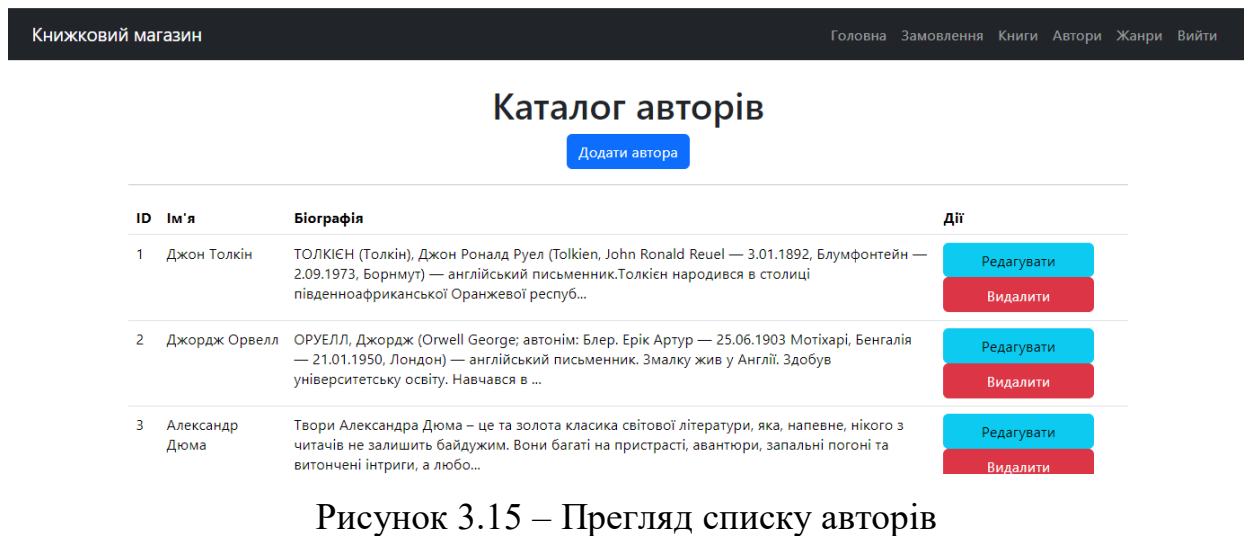 Книжковий магазин Головна Замовлення Книги Автори Жанри Вийти
Каталог авторів
Додати автора
ID Ім'я Біографія Дії
1 Джон Толкін ТОЛКІЄН (Толкін), Джон Роналд Руел (Tolkien, John Ronald Reuel — 3.01.1892, Блумфонтейн —
2.09.1973, Борнмут) — англійський письменник.Толкієн народився в столиці
південноафриканської Оранжевої респуб...
Редагувати
Видалити
2 Джордж Орвелл ОРУЕЛЛ, Джордж (Orwell George; автонім: Блер. Ерік Артур — 25.06.1903 Мотіхарі, Бенгалія
— 21.01.1950, Лондон) — англійський письменник. Змалку жив у Англії. Здобув
університетську освіту. Навчався в ...
Редагувати
Видалити
3 Александр Дюма Твори Александра Дюма – це та золота класика світової літератури, яка, напевне, нікого з
читачів не залишить байдужим. Вони багаті на пристрасті, авантюри, запальні погоні та
витончені інтриги, а любо...
Редагувати
Видалити
Рисунок 3.15 – Прегляд списку авторів